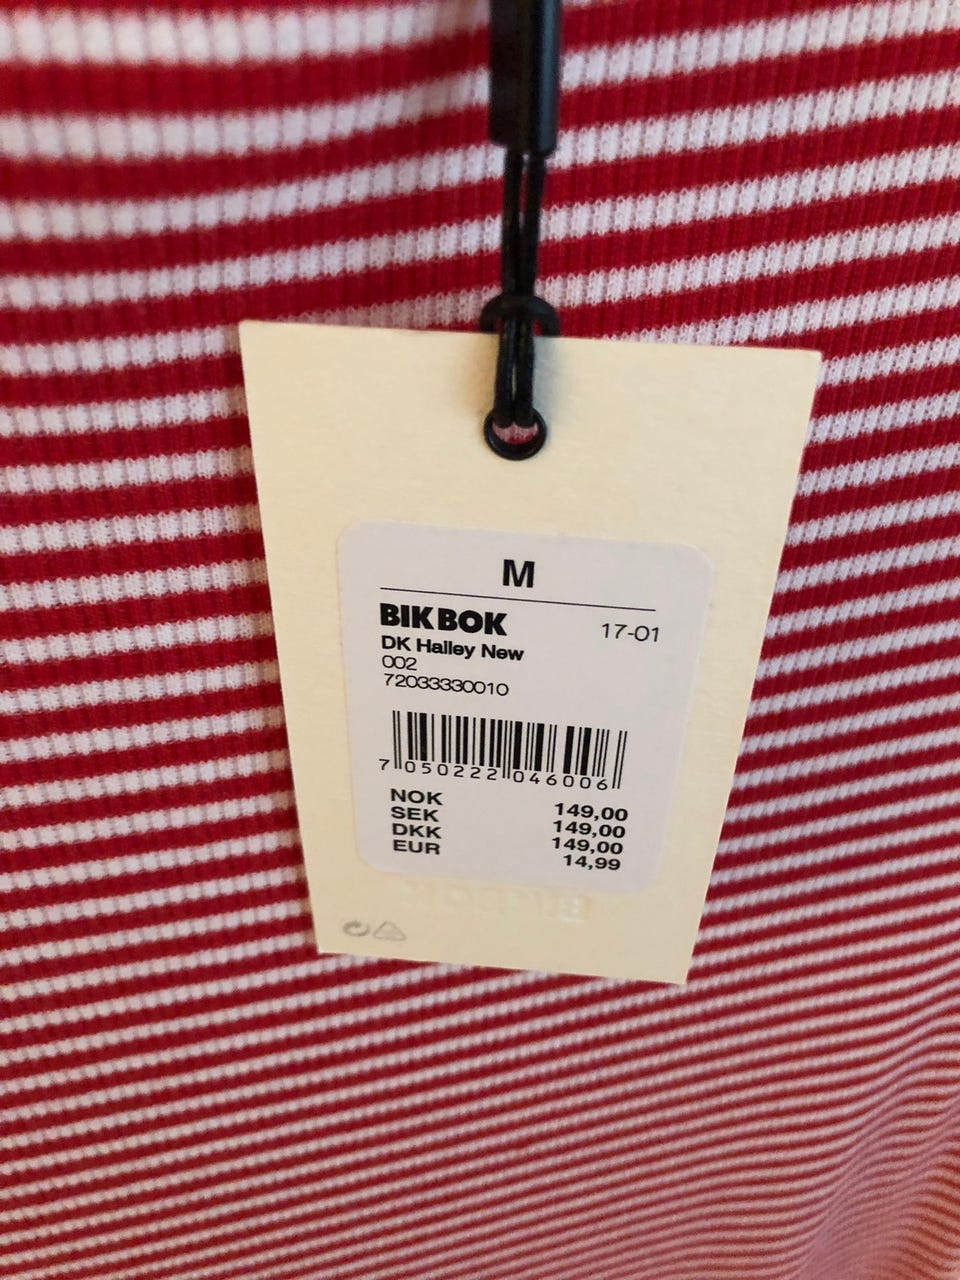 M
BIK BOK 17-01
DK Halley New
002
72033330010
7 050222 046006
NOK 149,00
SEK 149,00
DKK 149,00
EUR 14,99